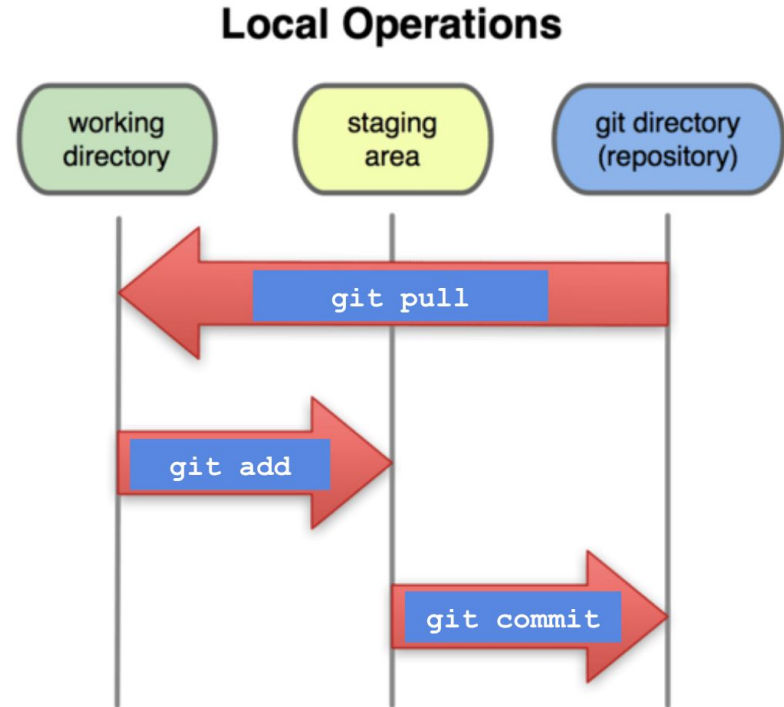 Local Operations
working
directory
staging
area
git directory
(repository)
git pull
git add
git commit